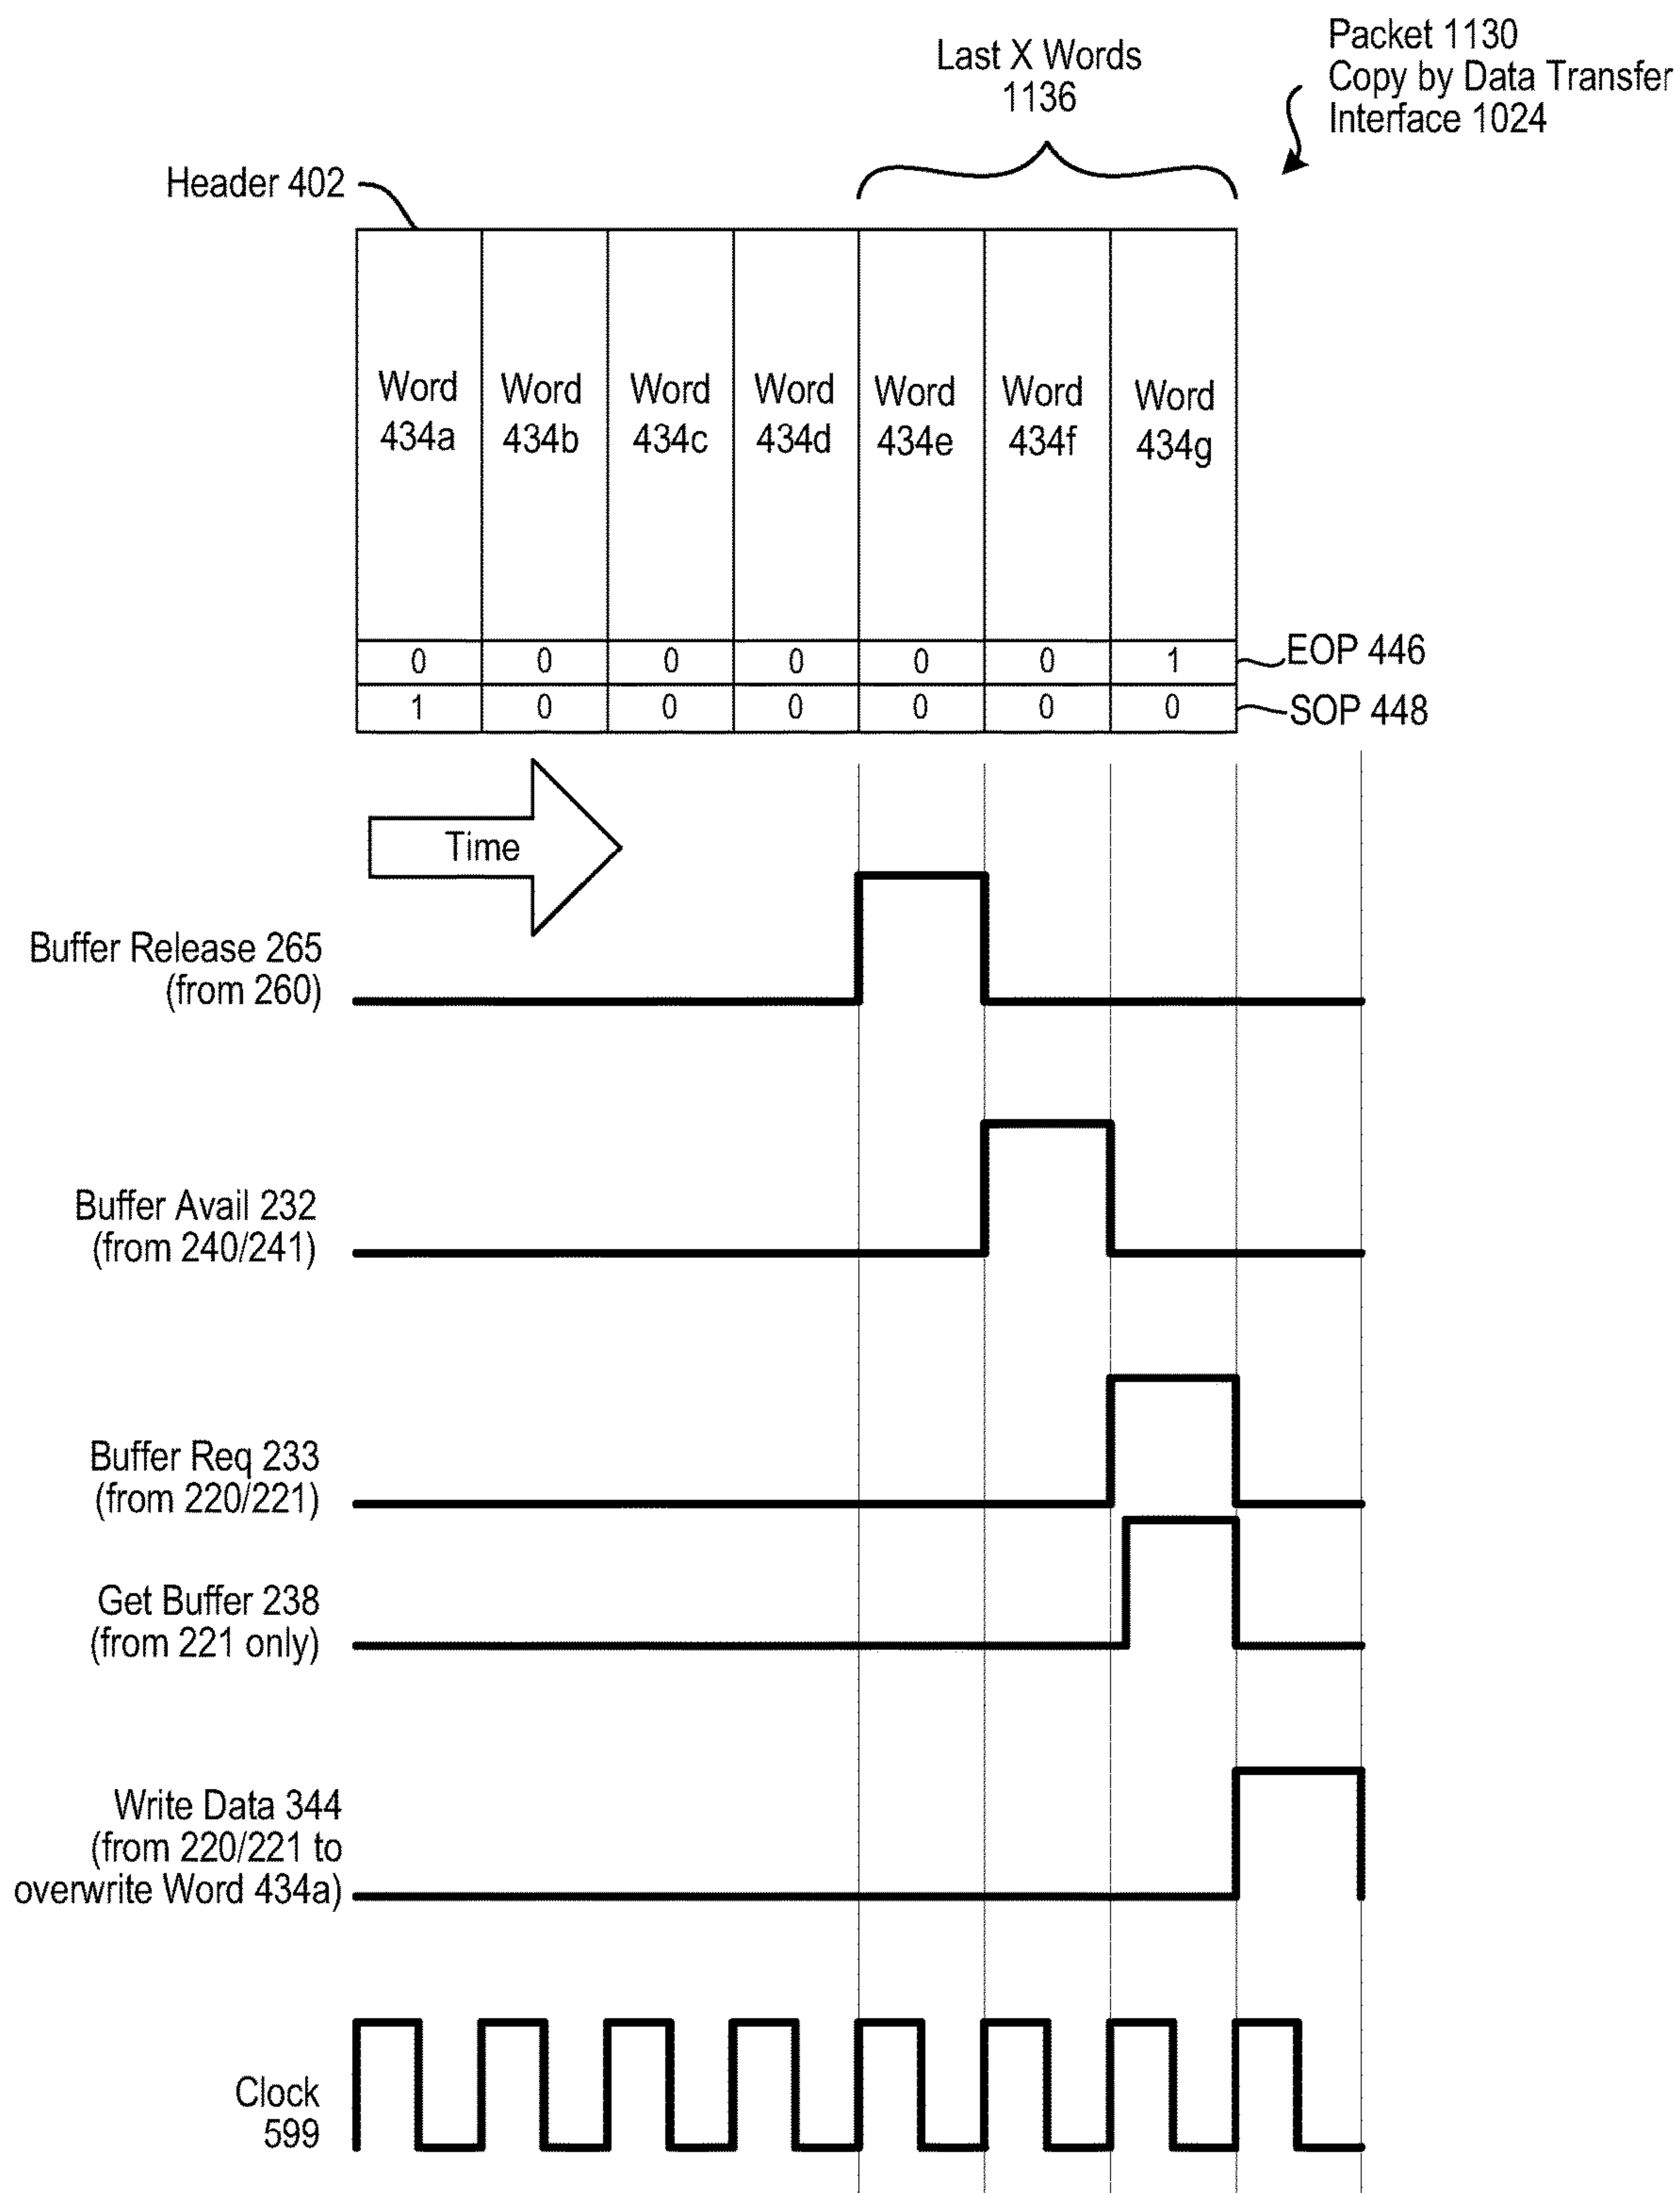 Packet 1130
Copy by Data Transfer
Interface 1024
Last X Words
1136
Header 402
Word Word Word Word Word Word Word
434a 434b 434c 434d 434e 434f 434g
0 0 0 0 0 0 1 EOP 446
1 0 0 0 0 0 0 SOP 448
Time
Buffer Release 265
(from 260)
Buffer Avail 232
(from 240/241)
Buffer Req 233
(from 220/221)
Get Buffer 238
(from 221 only)
Write Data 344
(from 220/221 to
overwrite Word 434a)
Clock
599